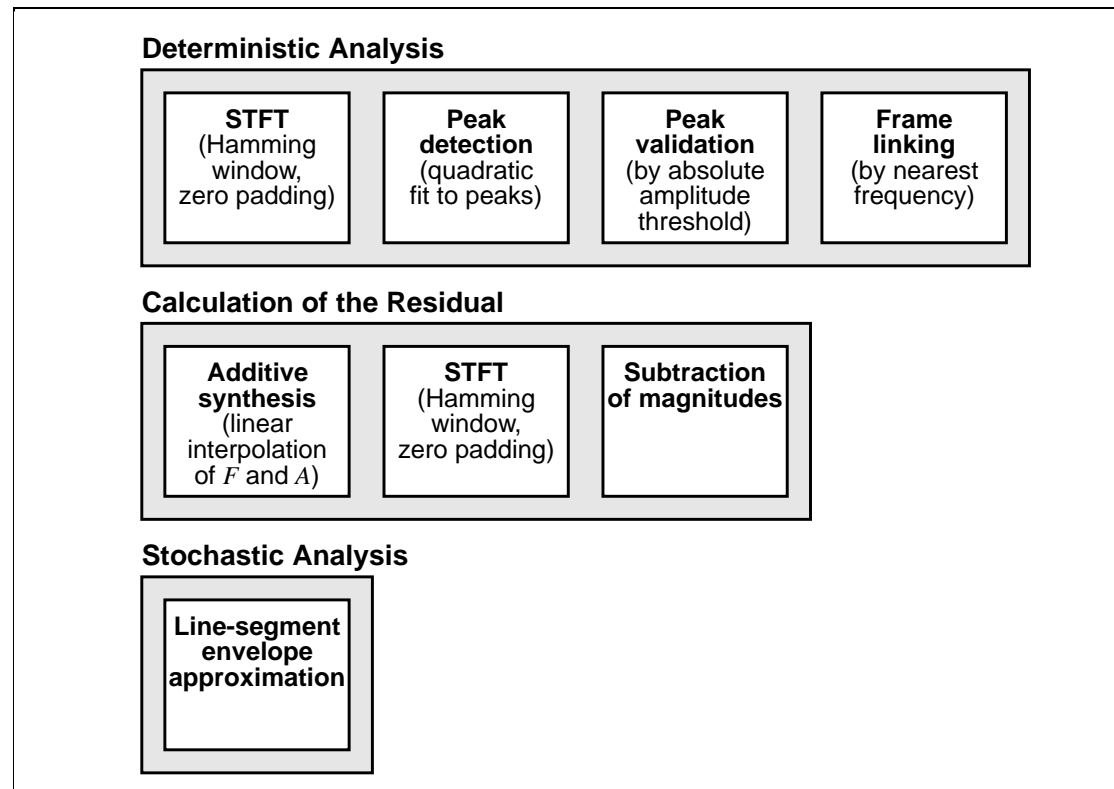 Deterministic Analysis
STFT
(Hamming
window,
zero padding)
Peak
detection
(quadratic
fit to peaks)
Peak
validation
(by absolute
amplitude
threshold)
Frame
linking
(by nearest
frequency)
Calculation of the Residual
Additive
synthesis
(linear
interpolation
of F and A)
STFT
(Hamming
window,
zero padding)
Subtraction
of magnitudes
Stochastic Analysis
Line-segment
envelope
approximation